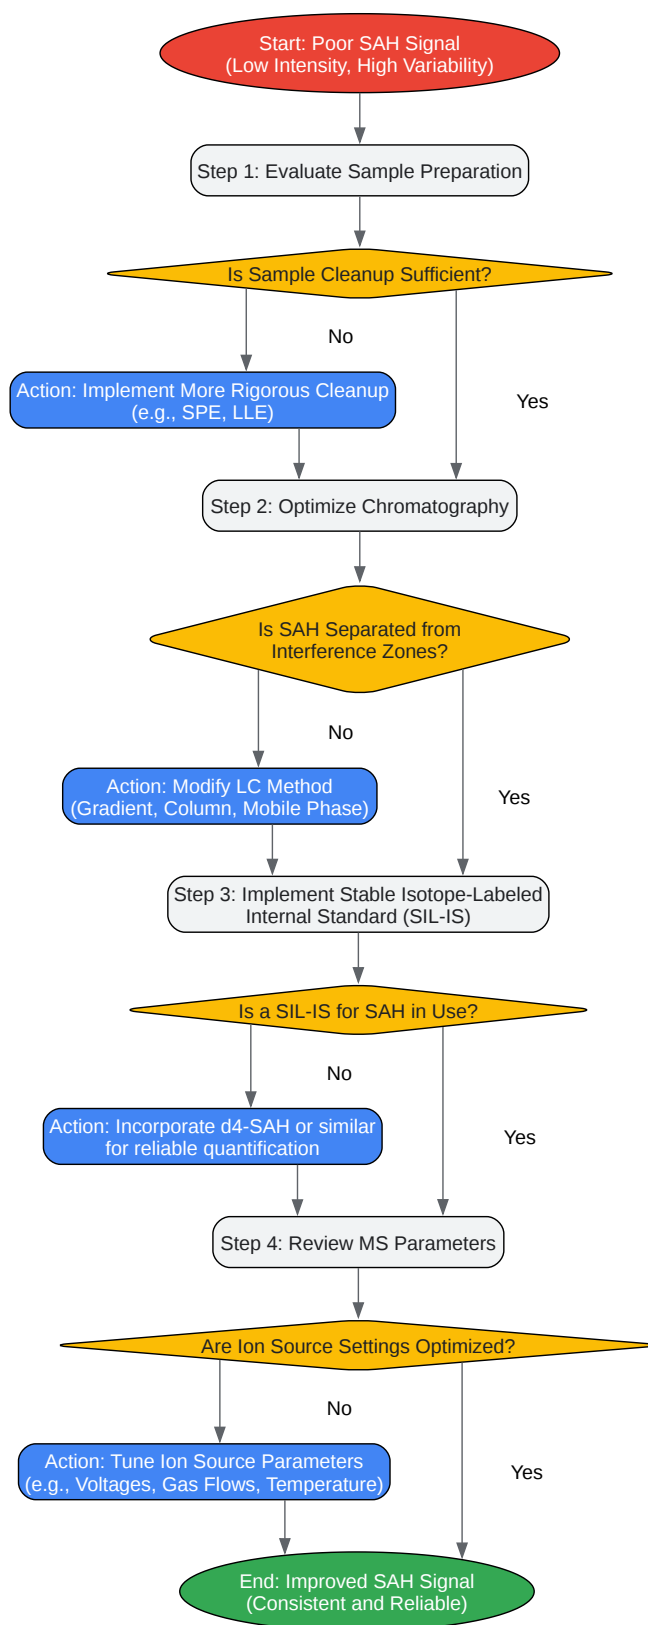 Start: Poor SAH Signal
(Low Intensity, High Variability)
Step 1: Evaluate Sample Preparation
Is Sample Cleanup Sufficient?
No
Action: Implement More Rigorous Cleanup
(e.g., SPE, LLE)
Yes
Step 2: Optimize Chromatography
Is SAH Separated from
Interference Zones?
No
Action: Modify LC Method
(Gradient, Column, Mobile Phase)
Yes
Step 3: Implement Stable Isotope-Labeled
Internal Standard (SIL-IS)
Is a SIL-IS for SAH in Use?
No
Action: Incorporate d4-SAH or similar
for reliable quantification
Yes
Step 4: Review MS Parameters
Are Ion Source Settings Optimized?
No
Action: Tune Ion Source Parameters
(e.g., Voltages, Gas Flows, Temperature)
Yes
End: Improved SAH Signal
(Consistent and Reliable)